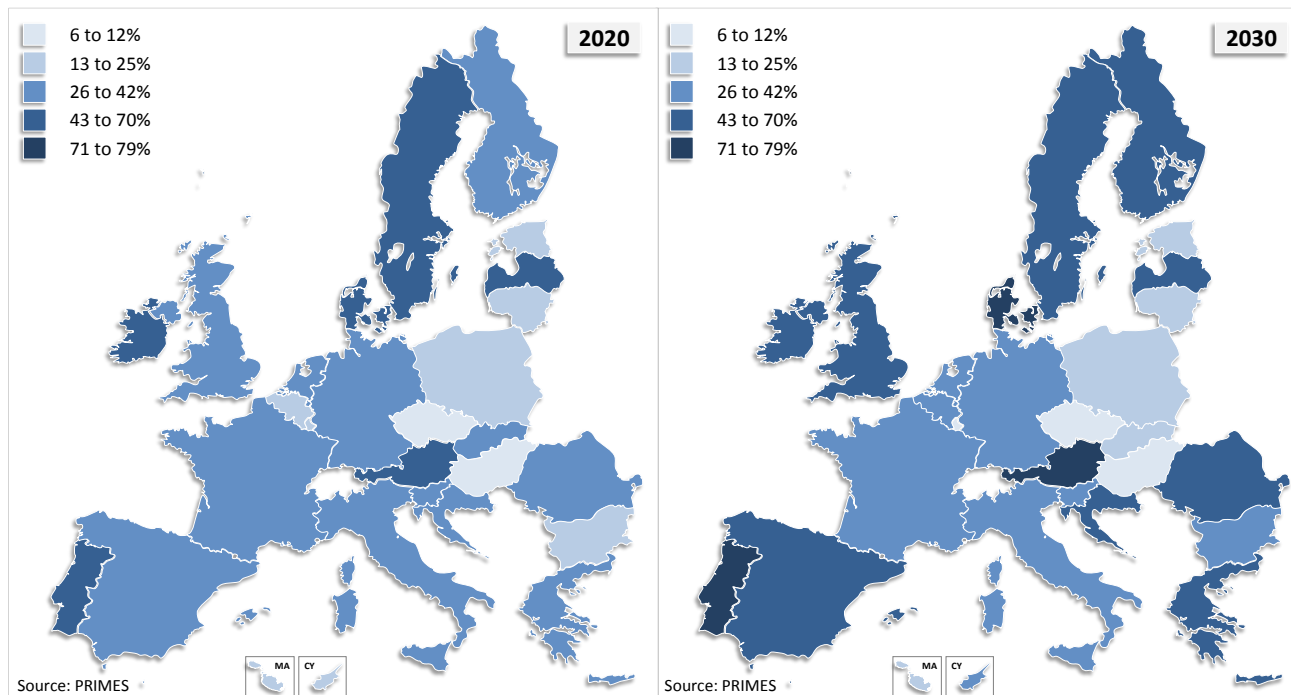 6 to 12%
13 to 25%
26 to 42%
43 to 70%
71 to 79%
2020
MA
CY
Source: PRIMES
6 to 12%
13 to 25%
26 to 42%
43 to 70%
71 to 79%
2030
MA
CY
Source: PRIMES